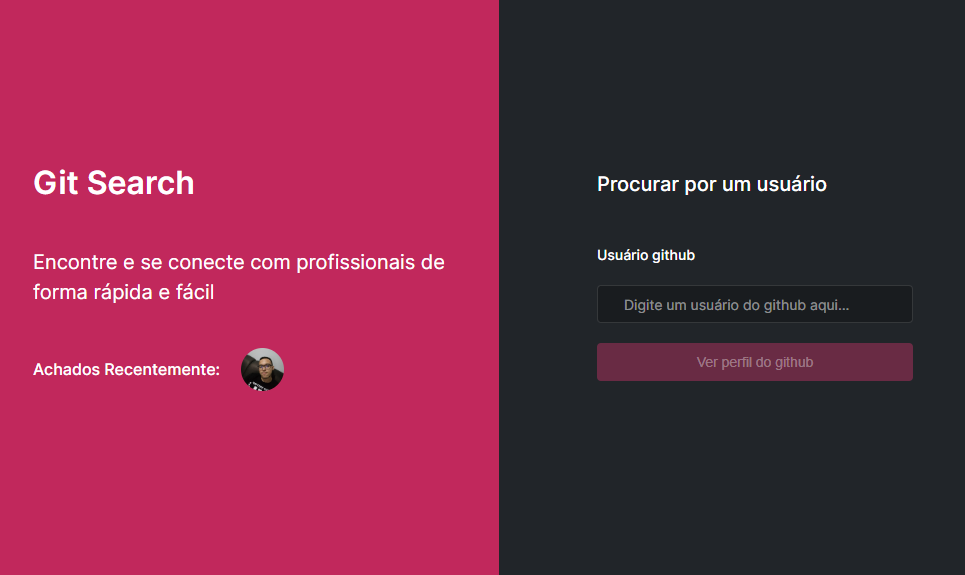 Git Search
Encontre e se conecte com profissionais de
forma rápida e fácil
Achados Recentemente:
Procurar por um usuário
Usuário github
Digite um usuário do github aqui...
Ver perfil do github